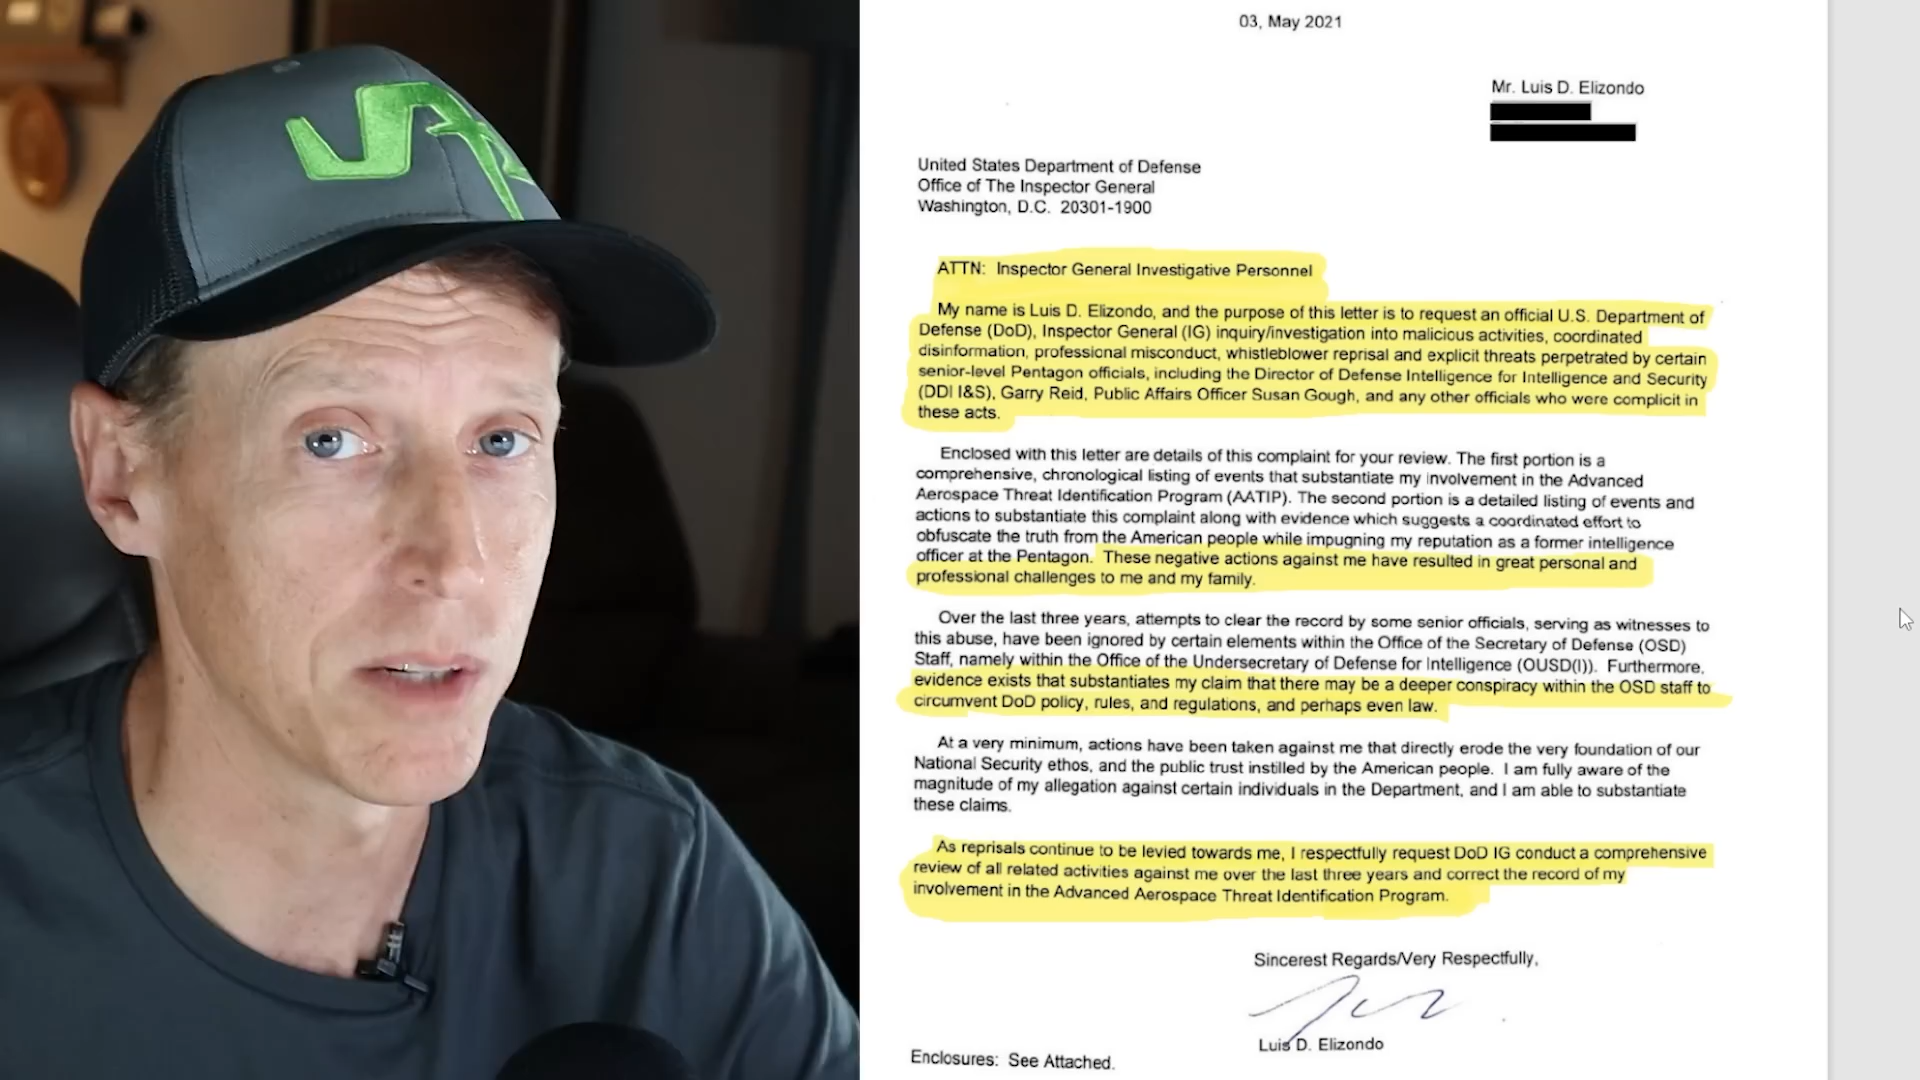 03, May 2021
Mr. Luis D. Elizondo
United States Department of Defense
Office of The Inspector General
Washington, D.C. 20301-1900
ATTN: Inspector General Investigative Personnel
My name is Luis D. Elizondo, and the purpose of this letter is to request an official U.S. Department of
Defense (DoD), Inspector General (IG) inquiry/investigation into malicious activities, coordinated
disinformation, professional misconduct, whistleblower reprisal and explicit threats perpetrated by certain
senior-level Pentagon officials, including the Director of Defense Intelligence for Intelligence and Security
(DDI I&S), Garry Reid, Public Affairs Officer Susan Gough, and any other officials who were complicit in
these acts.
Enclosed with this letter are details of this complaint for your review. The first portion is a
comprehensive, chronological listing of events that substantiate my involvement in the Advanced
Aerospace Threat Identification Program (AATIP). The second portion is a detailed listing of events and
actions to substantiate this complaint along with evidence which suggests a coordinated effort to
obfuscate the truth from the American people while impugning my reputation as a former intelligence
officer at the Pentagon. These negative actions against me have resulted in great personal and
professional challenges to me and my family.
Over the last three years, attempts to clear the record by some senior officials, serving as witnesses to
this abuse, have been ignored by certain elements within the Office of the Secretary of Defense (OSD)
Staff, namely within the Office of the Undersecretary of Defense for Intelligence (OUSD(I)). Furthermore,
evidence exists that substantiates my claim that there may be a deeper conspiracy within the OSD staff to
circumvent DoD policy, rules, and regulations, and perhaps even law.
At a very minimum, actions have been taken against me that directly erode the very foundation of our
National Security ethos, and the public trust instilled by the American people. I am fully aware of the
magnitude of my allegation against certain individuals in the Department, and I am able to substantiate
these claims.
As reprisals continue to be levied towards me, I respectfully request DoD IG conduct a comprehensive
review of all related activities against me over the last three years and correct the record of my
involvement in the Advanced Aerospace Threat Identification Program.
Sincerest Regards/Very Respectfully,
Luis D. Elizondo
Enclosures: See Attached.